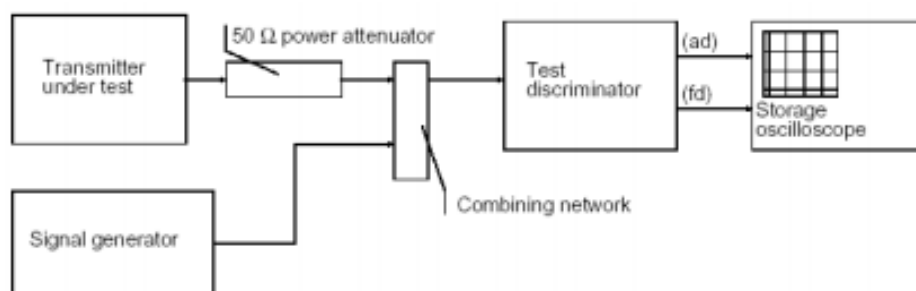 50 Ω power attenuator
Transmitter
under test
Test
discriminator
(ad)
(fd)
Storage
oscilloscope
Combining network
Signal generator